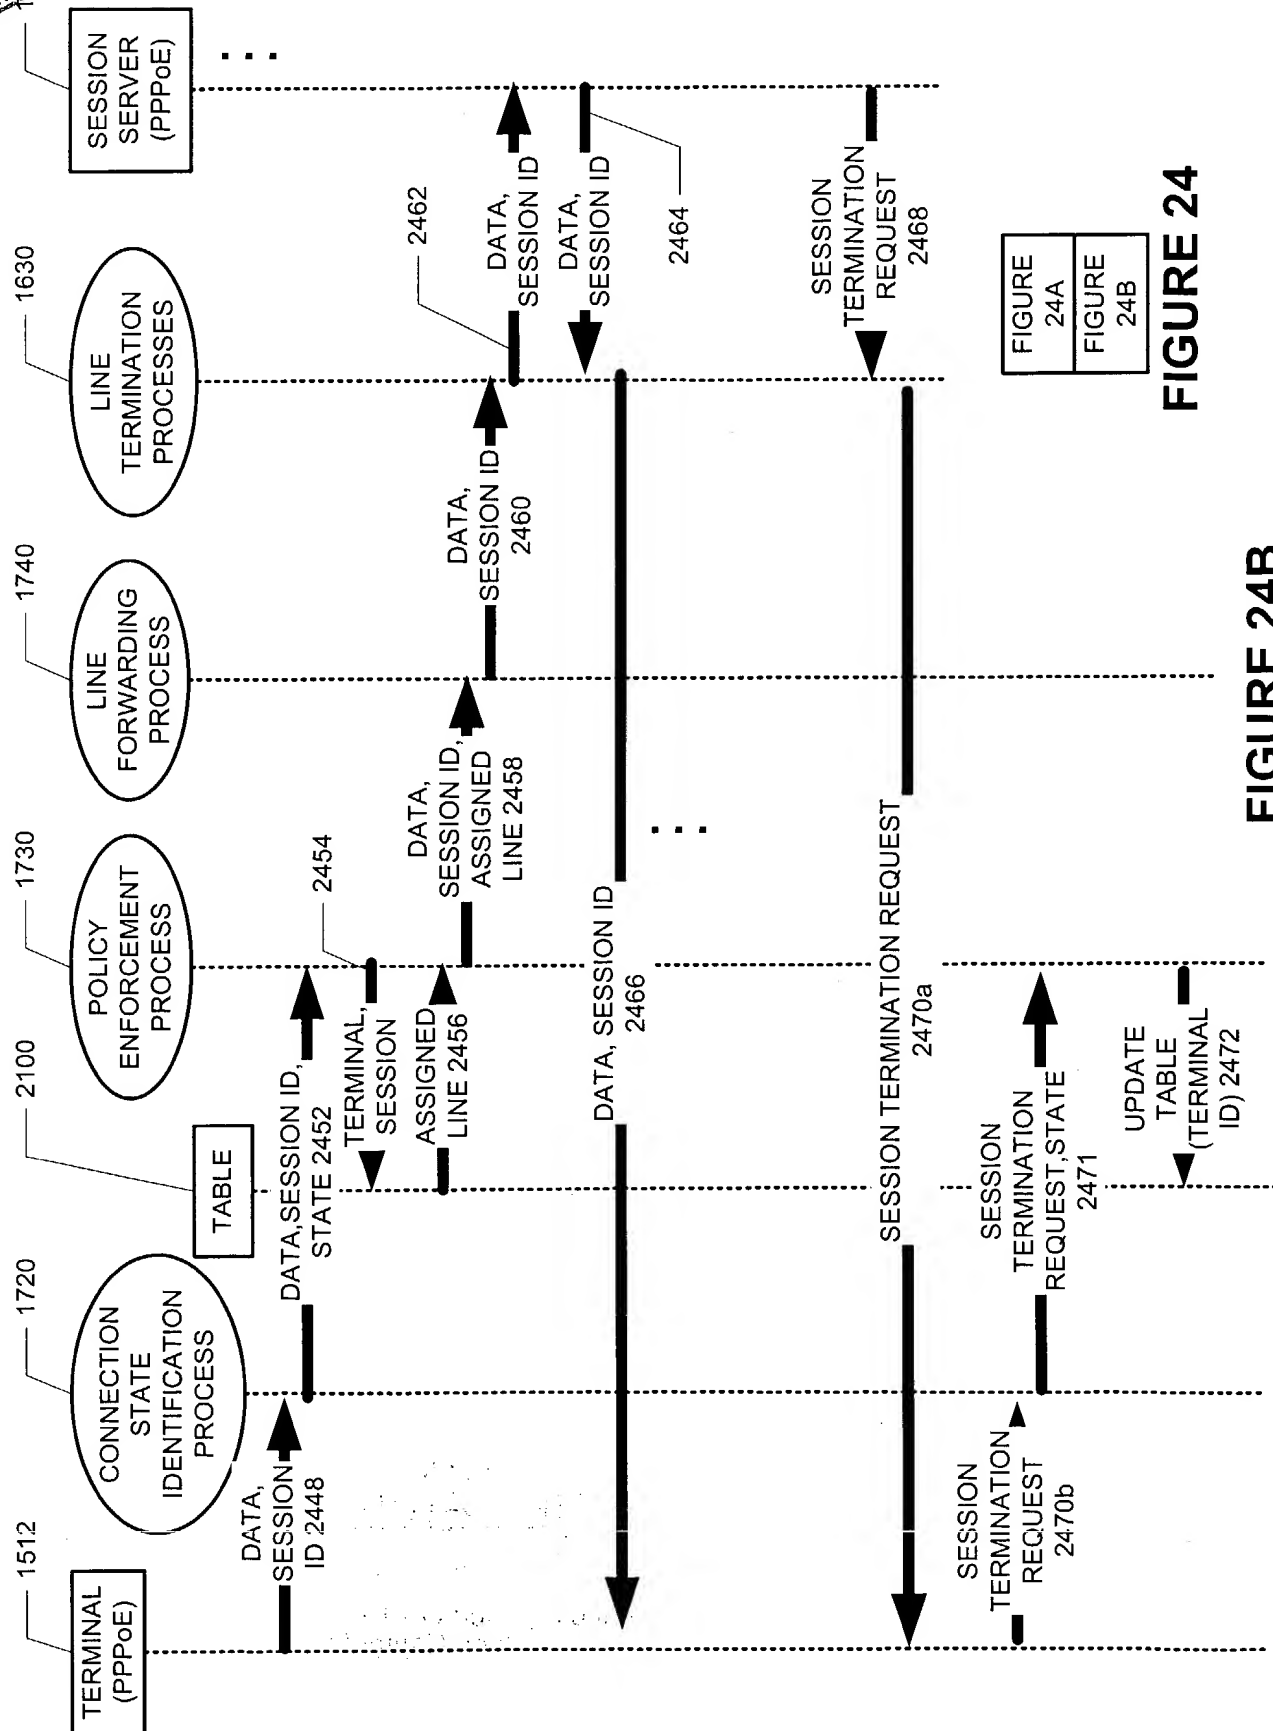 1512
TERMINAL
(PPPoE)
1720
CONNECTION
STATE
IDENTIFICATION
PROCESS
2100
TABLE
1730
POLICY
ENFORCEMENT
PROCESS
1740
LINE
FORWARDING
PROCESS
1630
LINE
TERMINATION
PROCESSES
SESSION
SERVER
(PPPoE)
. . .
DATA,
SESSION
ID 2448
DATA,SESSION ID,
STATE 2452
2454
TERMINAL,
SESSION
ASSIGNED
LINE 2456
DATA,
SESSION ID,
ASSIGNED
LINE 2458
DATA,
SESSION ID
2460
2462
DATA,
SESSION ID
DATA,
SESSION ID
2464
DATA, SESSION ID
2466
. . .
SESSION
TERMINATION
REQUEST
2468
SESSION TERMINATION REQUEST
2470a
SESSION
TERMINATION
REQUEST
2470b
SESSION
TERMINATION
REQUEST,STATE
2471
UPDATE
TABLE
(TERMINAL
ID) 2472
FIGURE
24A
FIGURE
24B
FIGURE 24
FIGURE 24B